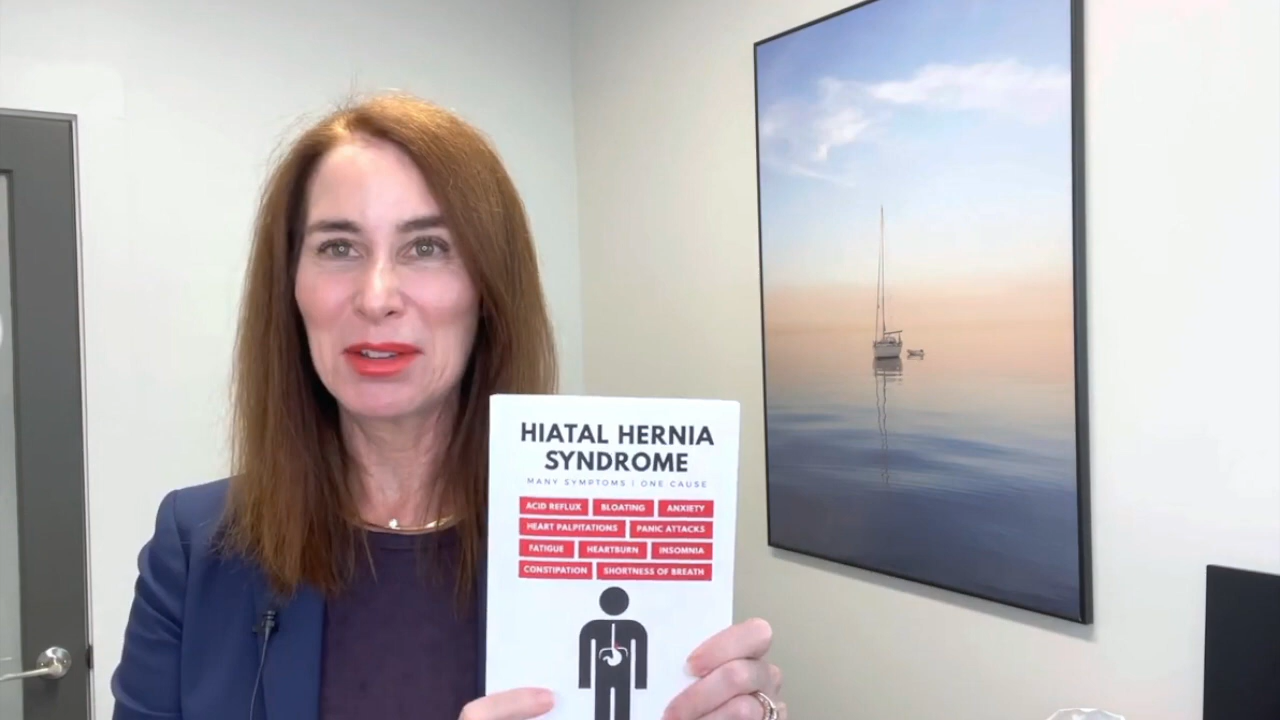 HIATAL HERNIA
SYNDROME
MANY SYMPTOMS | ONE CAUSE
ACID REFLUX BLOATING ANXIETY
HEART PALPITATIONS PANIC ATTACKS
FATIGUE HEARTBURN INSOMNIA
CONSTIPATION SHORTNESS OF BREATH